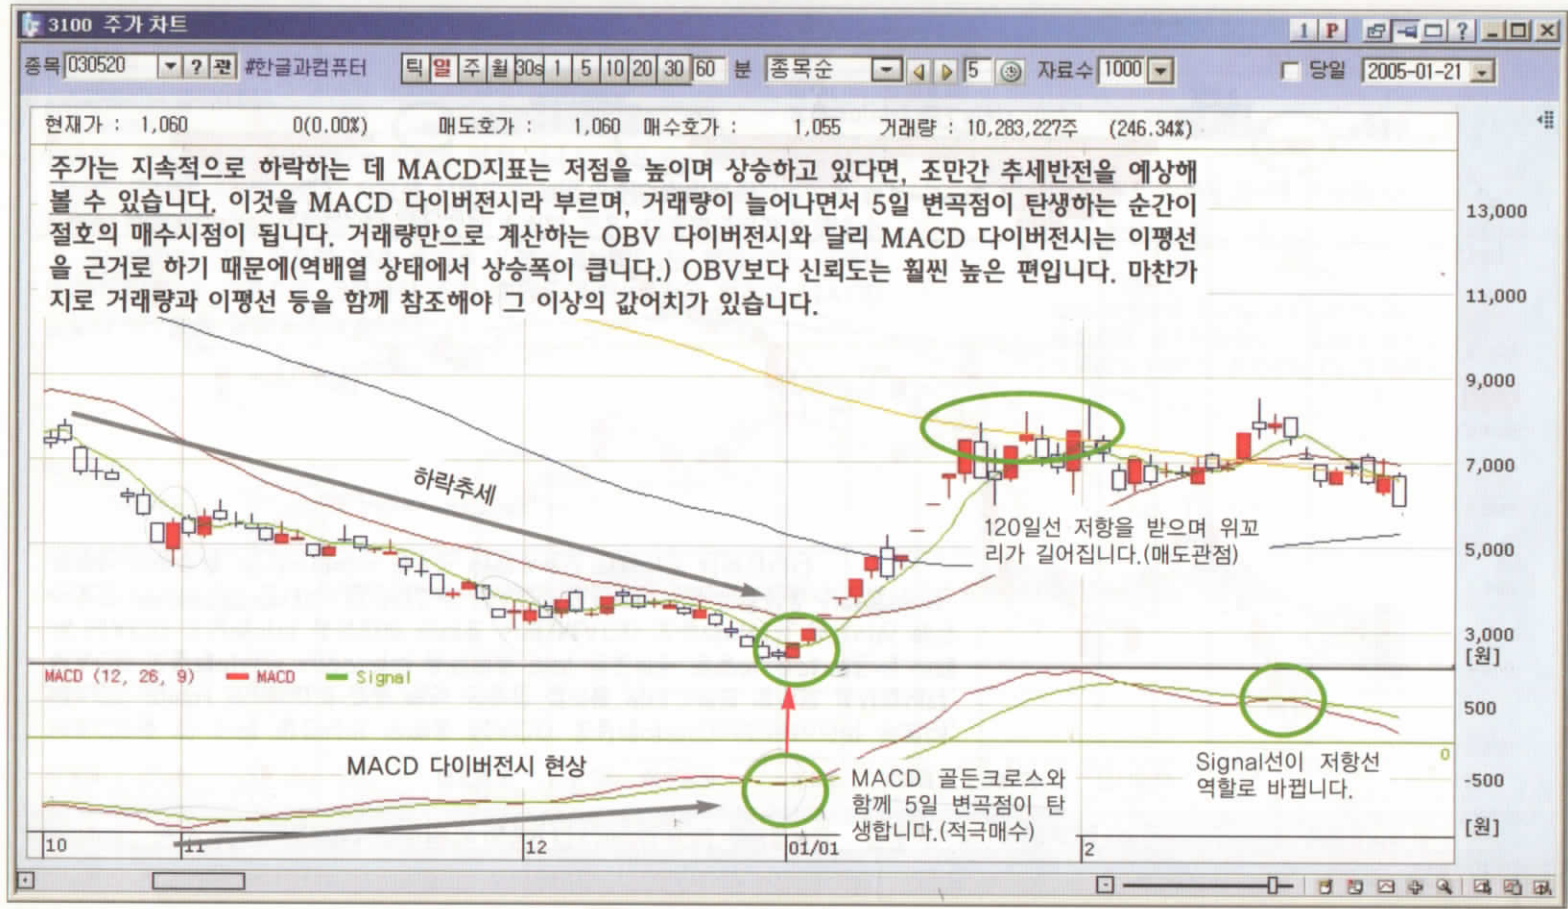 3100 주가 차트
1 P ?
종목 030520 ? 관 #한글과컴퓨터 틱 일 주 월 30s 1 5 10 20 30 60 분 종목순 5 자료수 1000 당일 2005-01-21
현재가 : 1,060 0(0.00%) 매도호가 : 1,060 매수호가 : 1,055 거래량 : 10,283,227주 (246.34%)
주가는 지속적으로 하락하는 데 MACD지표는 저점을 높이며 상승하고 있다면, 조만간 추세반전을 예상해
볼 수 있습니다. 이것을 MACD 다이버전시라 부르며, 거래량이 늘어나면서 5일 변곡점이 탄생하는 순간이
절호의 매수시점이 됩니다. 거래량만으로 계산하는 OBV 다이버전시와 달리 MACD 다이버전시는 이평선
을 근거로 하기 때문에(역배열 상태에서 상승폭이 큽니다.) OBV보다 신뢰도는 훨씬 높은 편입니다. 마찬가
지로 거래량과 이평선 등을 함께 참조해야 그 이상의 값어치가 있습니다.
13,000
11,000
9,000
7,000
5,000
3,000
[원]
하락추세
120일선 저항을 받으며 위꼬
리가 길어집니다.(매도관점)
MACD (12, 26, 9) MACD Signal
500
0
-500
[원]
MACD 다이버전시 현상
MACD 골든크로스와
함께 5일 변곡점이 탄
생합니다.(적극매수)
Signal선이 저항선
역할로 바뀝니다.
10 11 12 01/01 2